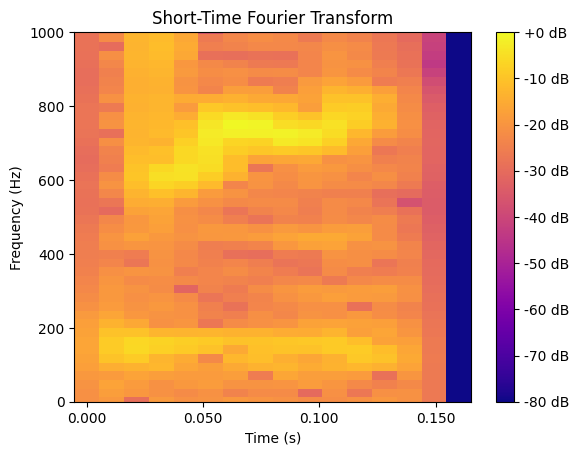 Short-Time Fourier Transform
1000
800
600
400
200
0
Frequency (Hz)
0.000
0.050
0.100
0.150
Time (s)
+0 dB
-10 dB
-20 dB
-30 dB
-40 dB
-50 dB
-60 dB
-70 dB
-80 dB